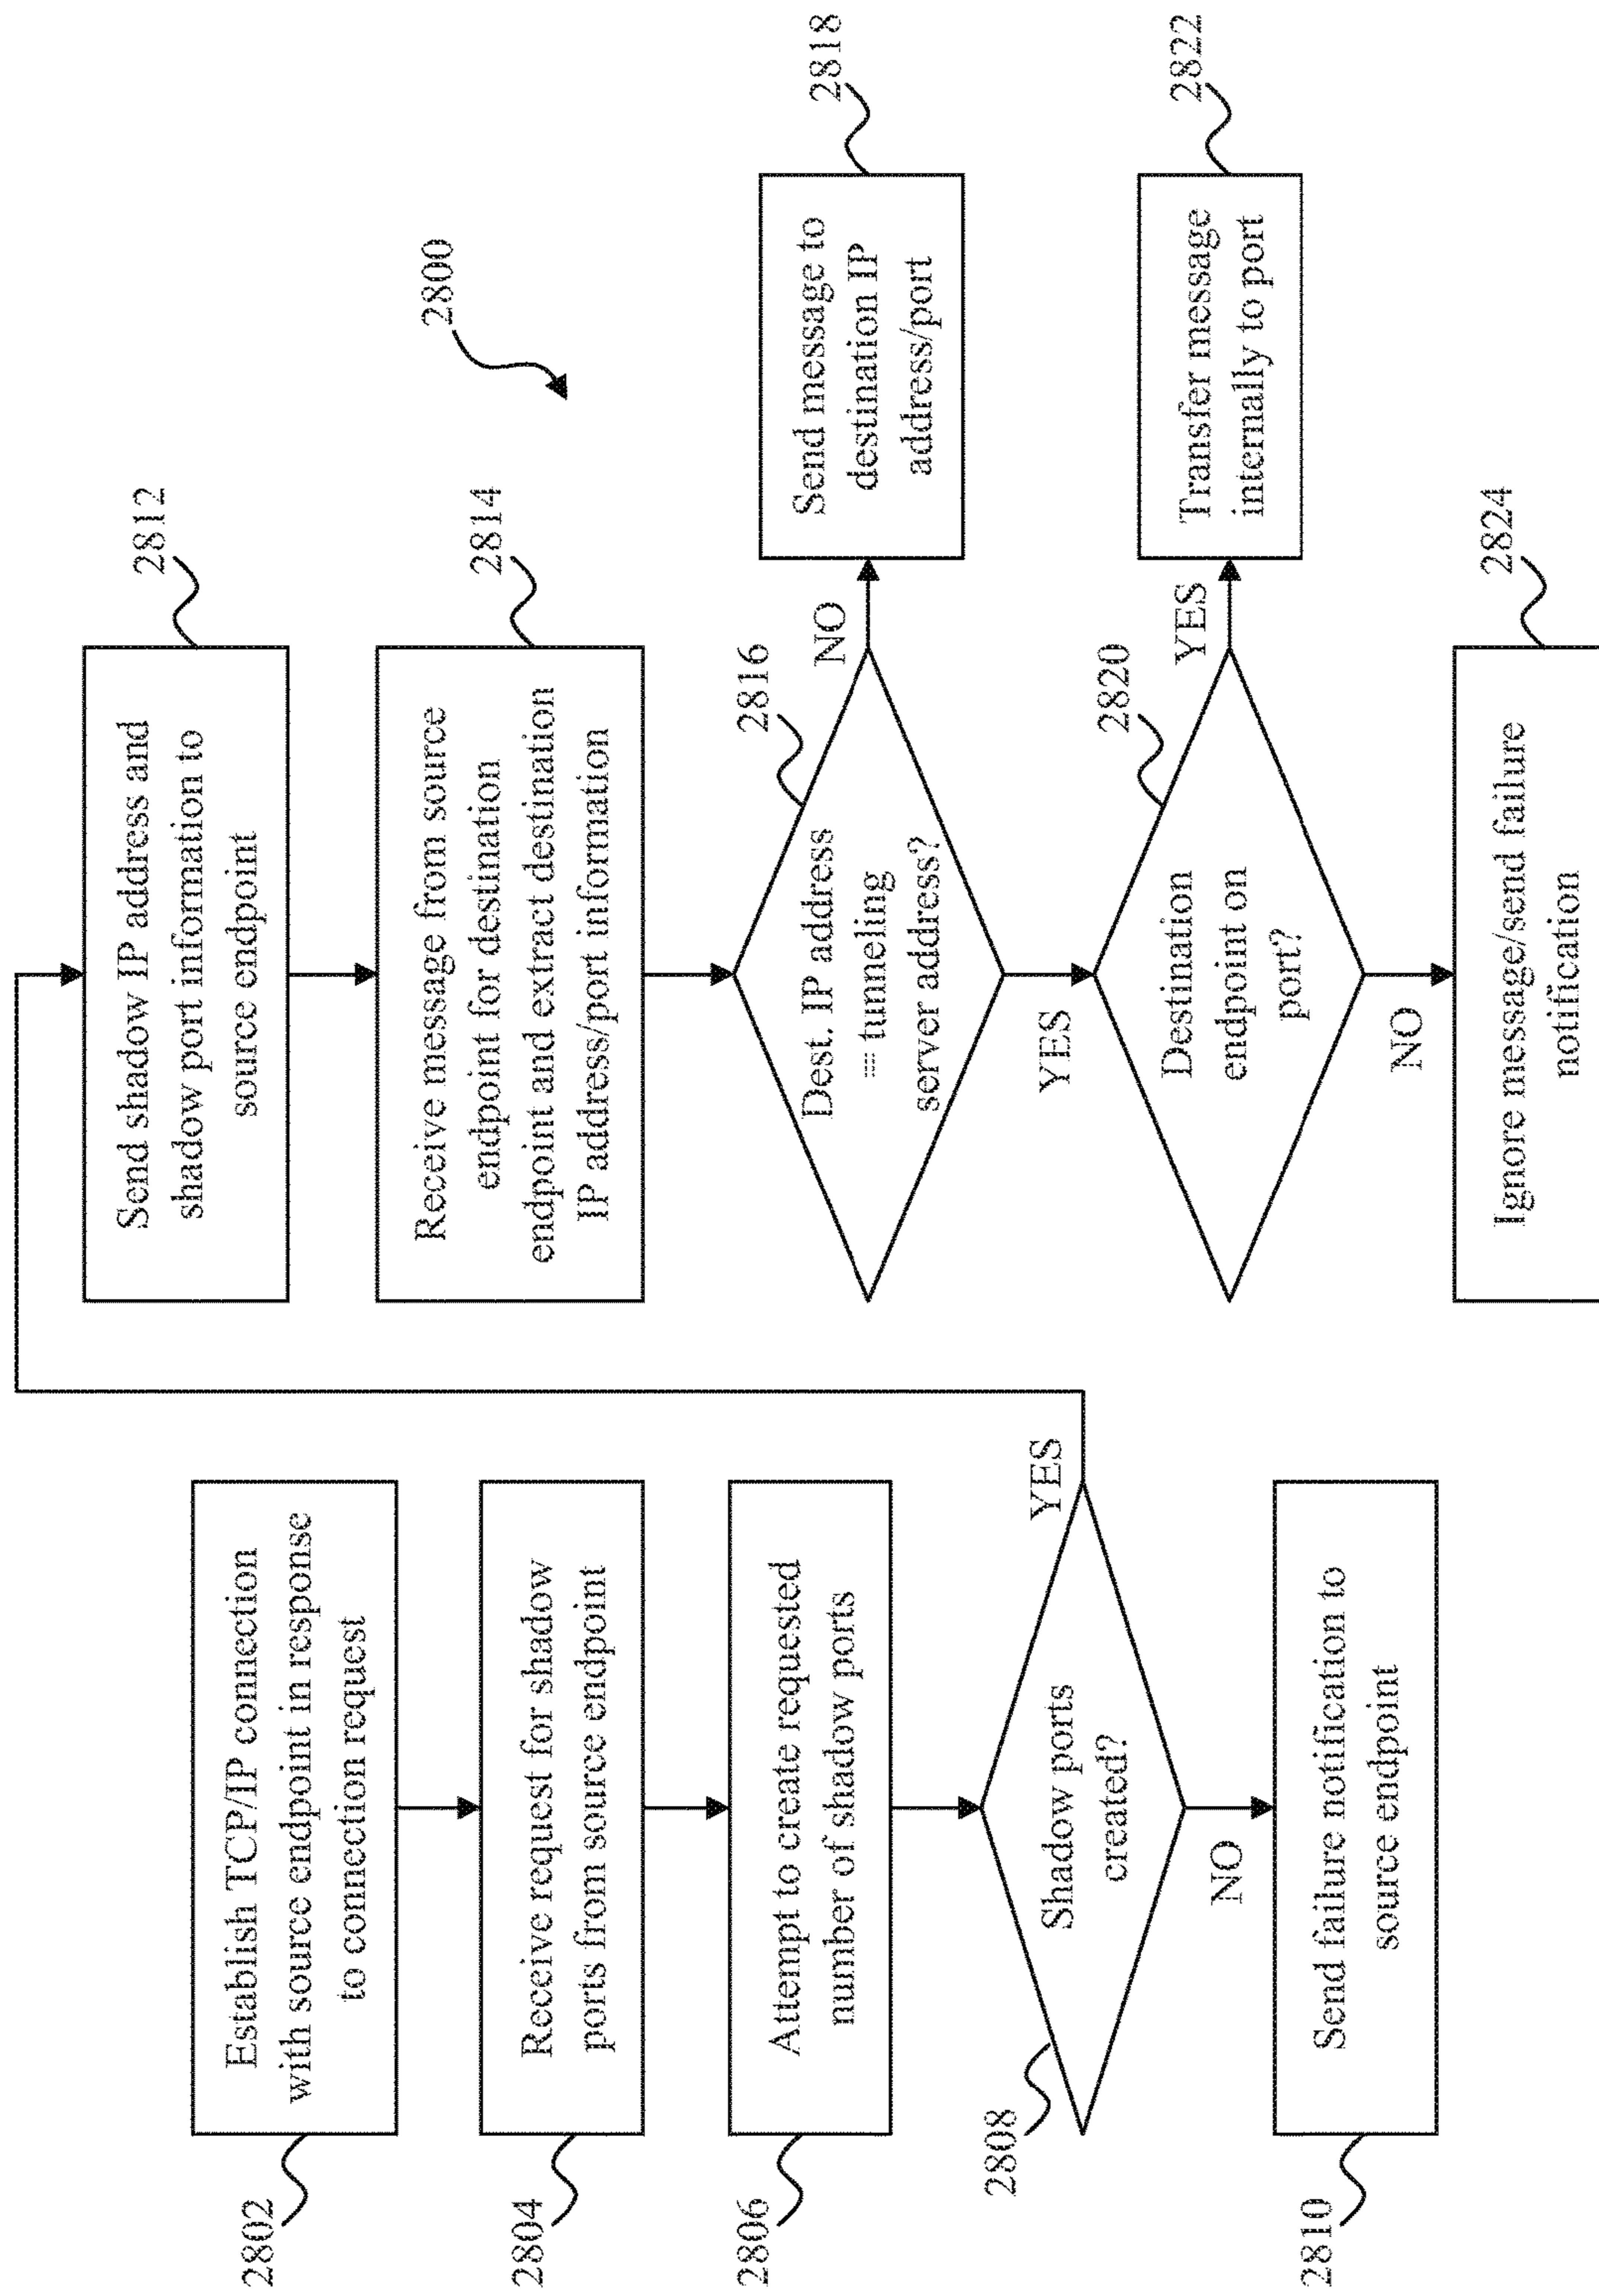 2800
2802
Establish TCP/IP connection
with source endpoint in response
to connection request
2804
Receive request for shadow
ports from source endpoint
2806
Attempt to create requested
number of shadow ports
2808
Shadow ports
created?
YES
NO
2810
Send failure notification to
source endpoint
2812
Send shadow IP address and
shadow port information to
source endpoint
2814
Receive message from source
endpoint for destination
endpoint and extract destination
IP address/port information
2816
Dest. IP address
== tunneling
server address?
NO
2818
Send message to
destination IP
address/port
YES
2820
Destination
endpoint on
port?
YES
2822
Transfer message
internally to port
NO
2824
Ignore message/send failure
notification